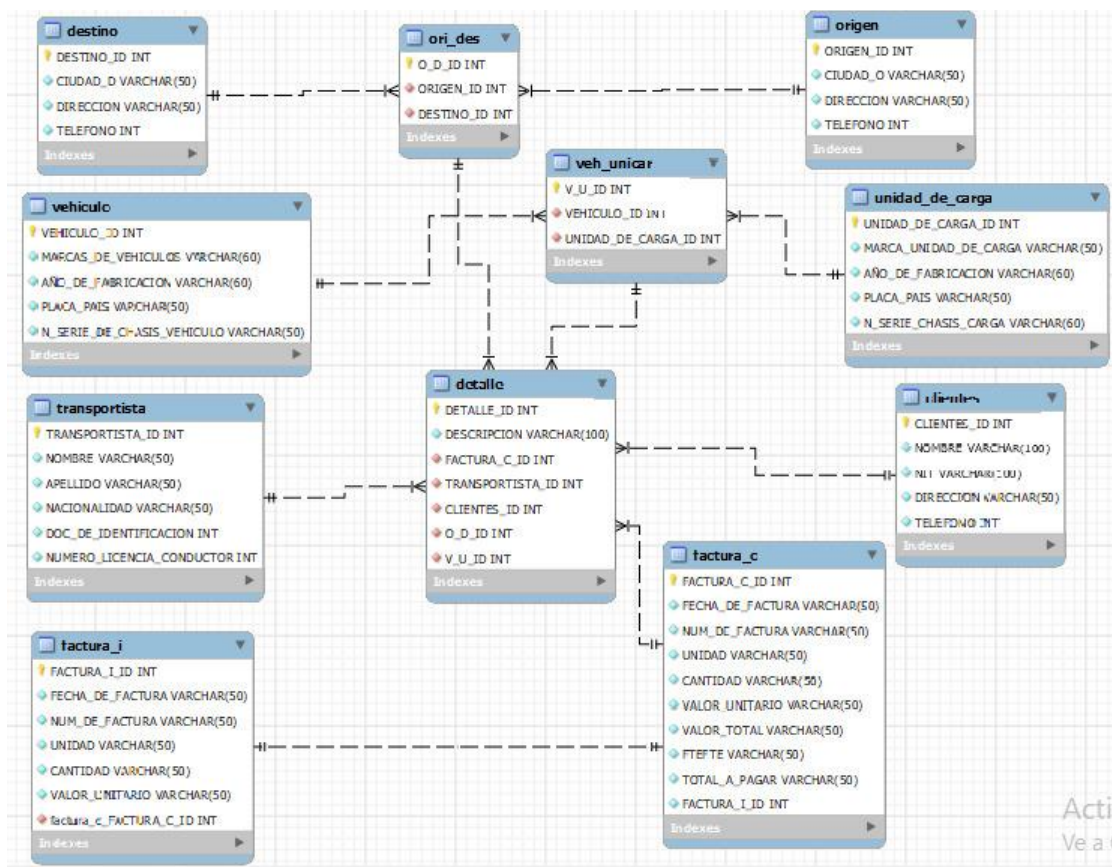 destino
DESTINO_ID INT
CIUDAD_D VARCHAR(50)
DIRECCION VARCHAR(50)
TELEFONO INT
Indexes
ori_des
O_D_ID INT
ORIGEN_ID INT
DESTINO_ID INT
Indexes
origen
ORIGEN_ID INT
CIUDAD_O VARCHAR(50)
DIRECCION VARCHAR(50)
TELEFONO INT
Indexes
vehiculo
VEHICULO_ID INT
MARCAS_DE_VEHICULOS VARCHAR(60)
AÑO_DE_FABRICACION VARCHAR(60)
PLACA_PAIS VARCHAR(50)
N_SERIE_DE_CHASIS_VEHICULO VARCHAR(50)
Indexes
veh_unicar
V_U_ID INT
VEHICULO_ID INT
UNIDAD_DE_CARGA_ID INT
Indexes
unidad_de_carga
UNIDAD_DE_CARGA_ID INT
MARCA_UNIDAD_DE_CARGA VARCHAR(50)
AÑO_DE_FABRICACION VARCHAR(60)
PLACA_PAIS VARCHAR(50)
N_SERIE_CHASIS_CARGA VARCHAR(60)
Indexes
transportista
TRANSPORTISTA_ID INT
NOMBRE VARCHAR(50)
APELLIDO VARCHAR(50)
NACIONALIDAD VARCHAR(50)
DOC_DE_IDENTIFICACION INT
NUMERO_LICENCIA_CONDUCTOR INT
Indexes
detalle
DETALLE_ID INT
DESCRIPCION VARCHAR(100)
FACTURA_C_ID INT
TRANSPORTISTA_ID INT
CLIENTES_ID INT
O_D_ID INT
V_U_ID INT
Indexes
clientes
CLIENTES_ID INT
NOMBRE VARCHAR(100)
NIT VARCHAR(100)
DIRECCION VARCHAR(50)
TELEFONO INT
Indexes
factura_i
FACTURA_I_ID INT
FECHA_DE_FACTURA VARCHAR(50)
NUM_DE_FACTURA VARCHAR(50)
UNIDAD VARCHAR(50)
CANTIDAD VARCHAR(50)
VALOR_UNITARIO VARCHAR(50)
factura_c_FACTURA_C_ID INT
Indexes
factura_c
FACTURA_C_ID INT
FECHA_DE_FACTURA VARCHAR(50)
NUM_DE_FACTURA VARCHAR(50)
UNIDAD VARCHAR(50)
CANTIDAD VARCHAR(50)
VALOR_UNITARIO VARCHAR(50)
VALOR_TOTAL VARCHAR(50)
FTEFTE VARCHAR(50)
TOTAL_A_PAGAR VARCHAR(50)
FACTURA_I_ID INT
Indexes
Acti
Ve a